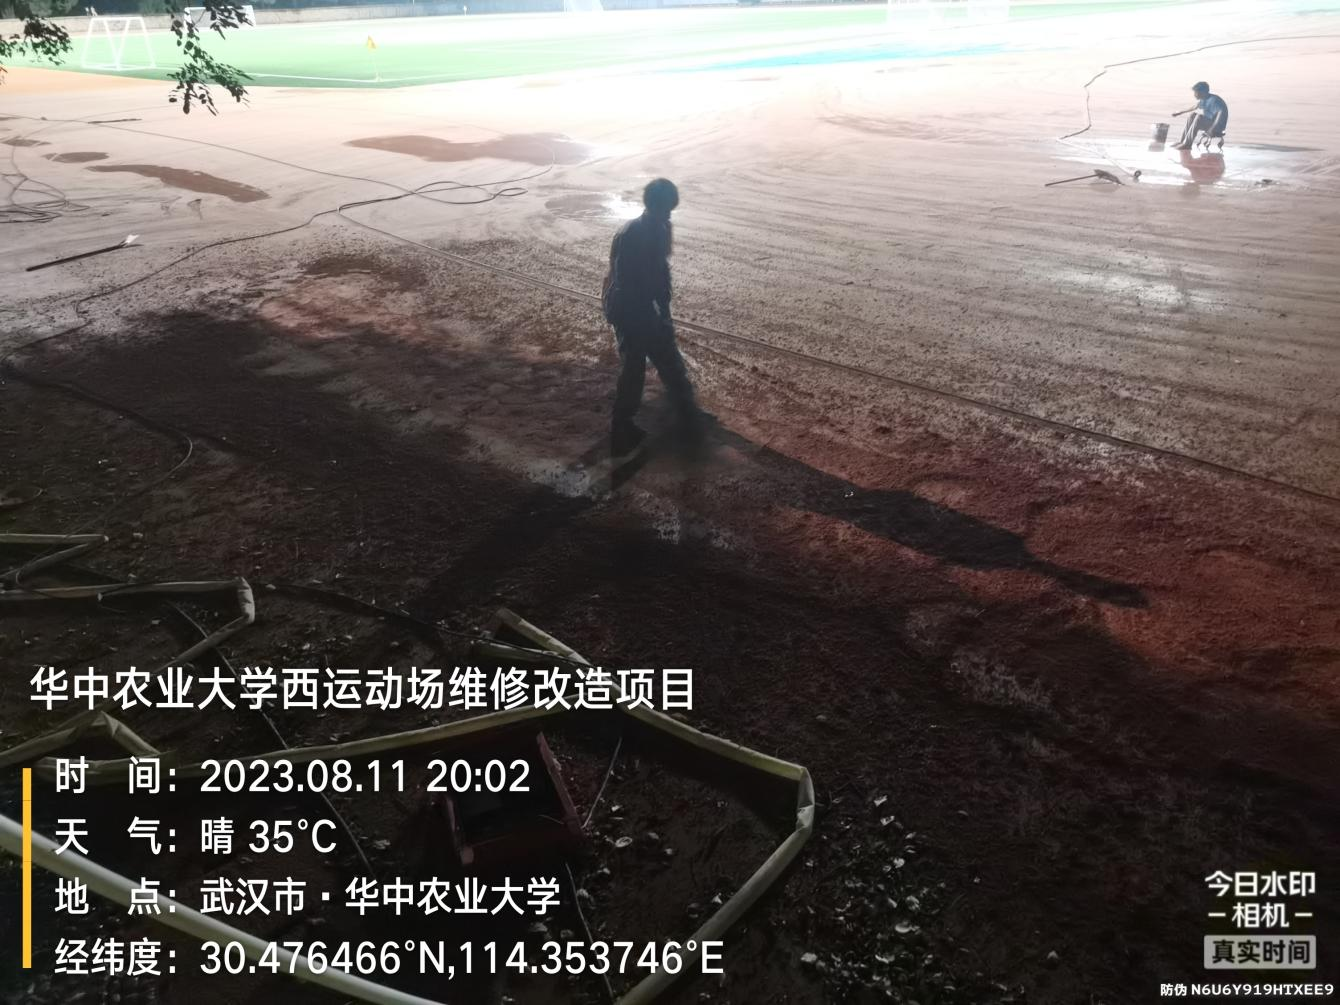 华中农业大学西运动场维修改造项目
时 间：2023.08.11 20:02
天 气：晴 35°C
地 点：武汉市·华中农业大学
经纬度：30.476466°N,114.353746°E
今日水印
相机
真实时间
防伪 N6U6Y919HTXEE9